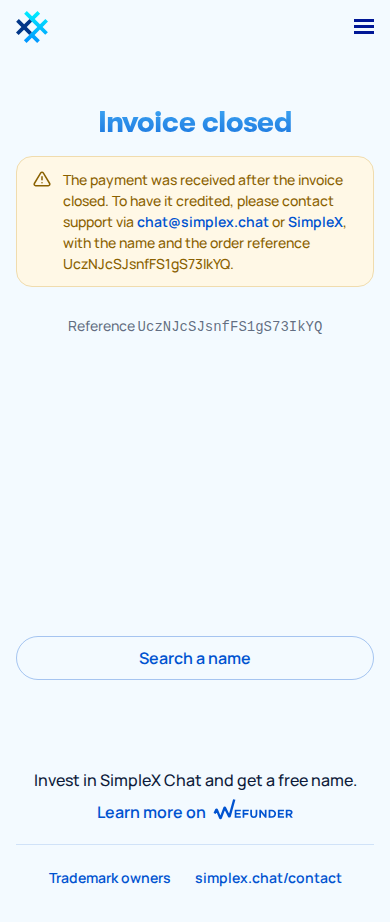 Invoice closed
The payment was received after the invoice
closed. To have it credited, please contact
support via chat@simplex.chat or SimpleX,
with the name and the order reference
UczNJcSJsnfFS1gS73IkYQ.
Reference UczNJcSJsnfFS1gS73IkYQ
Search a name
Invest in SimpleX Chat and get a free name.
Learn more on WEFUNDER
Trademark owners simplex.chat/contact